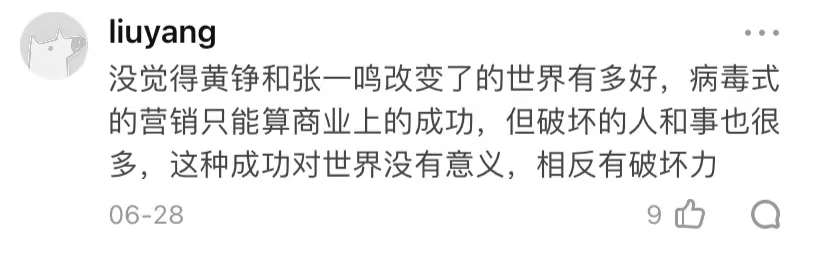 liuyang
没觉得黄铮和张一鸣改变了的世界有多好，病毒式
的营销只能算商业上的成功，但破坏的人和事也很
多，这种成功对世界没有意义，相反有破坏力
06-28 9